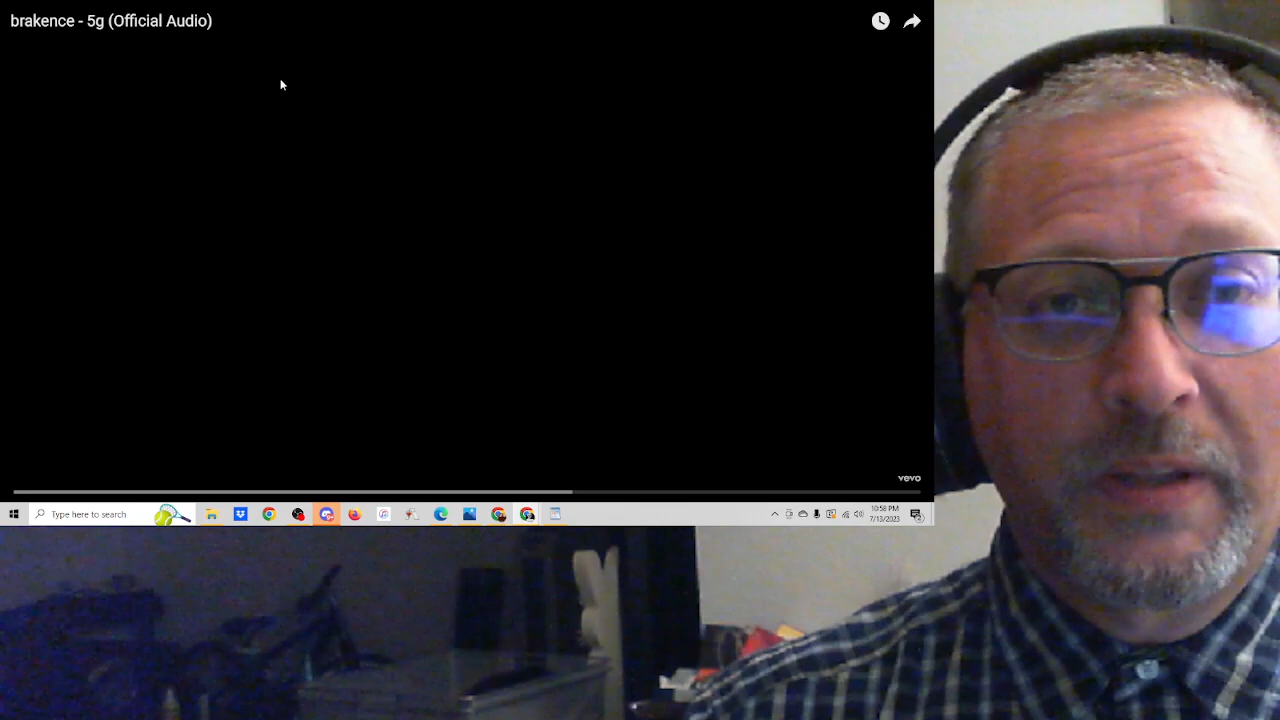 brakence - 5g (Official Audio)
vevo
Type here to search
10:58 PM
7/13/2023